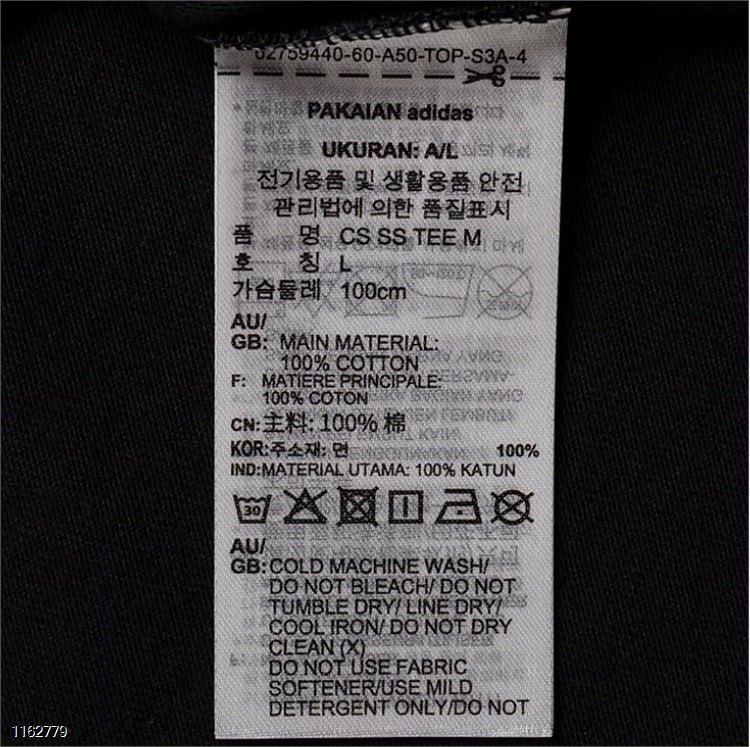 62759440-60-A50-TOP-S3A-4
PAKAIAN adidas
UKURAN: A/L
전기용품 및 생활용품 안전
관리법에 의한 품질표시
품 명 CS SS TEE M
호 칭 L
가슴둘레 100cm
AU/
GB: MAIN MATERIAL:
100% COTTON
F: MATIERE PRINCIPALE:
100% COTON
CN:主料: 100% 棉
KOR:주소재: 면 100%
IND:MATERIAL UTAMA: 100% KATUN
30
AU/
GB:COLD MACHINE WASH/
DO NOT BLEACH/ DO NOT
TUMBLE DRY/ LINE DRY/
COOL IRON/ DO NOT DRY
CLEAN (X)
DO NOT USE FABRIC
SOFTENER/USE MILD
DETERGENT ONLY/DO NOT
1162779